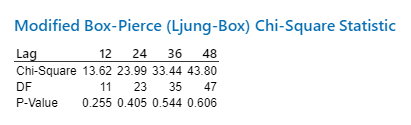 Modified Box-Pierce (Ljung-Box) Chi-Square Statistic
Lag 12 24 36 48
Chi-Square 13.62 23.99 33.44 43.80
DF 11 23 35 47
P-Value 0.255 0.405 0.544 0.606